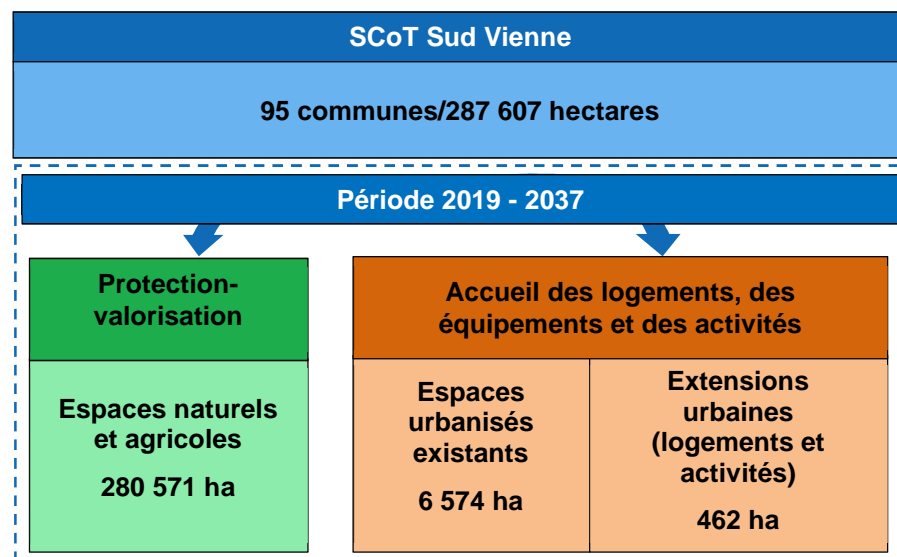 SCoT Sud Vienne
95 communes/287 607 hectares
Période 2019 - 2037
Protection-
valorisation
Espaces naturels
et agricoles
280 571 ha
Accueil des logements, des
équipements et des activités
Espaces
urbanisés
existants
6 574 ha
Extensions
urbaines
(logements et
activités)
462 ha